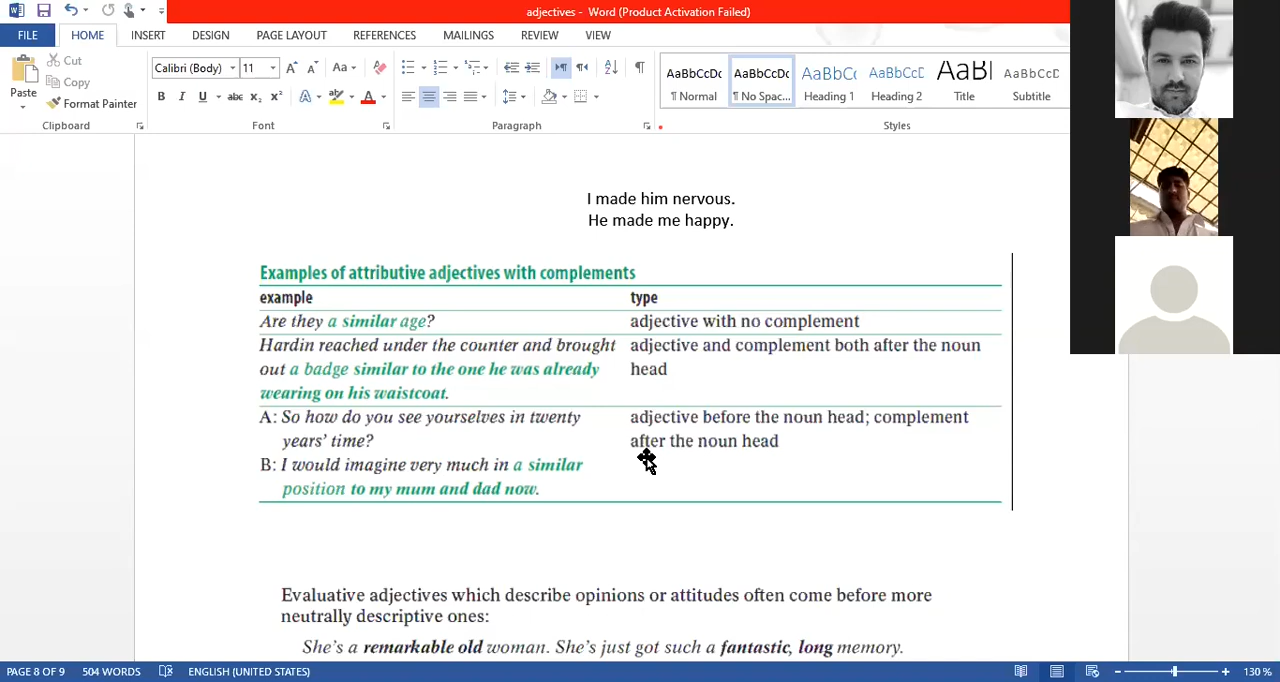 adjectives - Word (Product Activation Failed)
FILE HOME INSERT DESIGN PAGE LAYOUT REFERENCES MAILINGS REVIEW VIEW
Paste
Cut
Copy
Format Painter
Clipboard
Calibri (Body) 11
Font
Paragraph
AaBbCcDc AaBbCcDc AaBbCc AaBbCcD AaBl AaBbCcD
¶ Normal ¶ No Spac... Heading 1 Heading 2 Title Subtitle
Styles
I made him nervous.
He made me happy.
Examples of attributive adjectives with complements
example type
Are they a similar age? adjective with no complement
Hardin reached under the counter and brought adjective and complement both after the noun
out a badge similar to the one he was already head
wearing on his waistcoat.
A: So how do you see yourselves in twenty adjective before the noun head; complement
years' time? after the noun head
B: I would imagine very much in a similar
position to my mum and dad now.
Evaluative adjectives which describe opinions or attitudes often come before more
neutrally descriptive ones:
She's a remarkable old woman. She's just got such a fantastic, long memory.
PAGE 8 OF 9 504 WORDS ENGLISH (UNITED STATES) 130 %